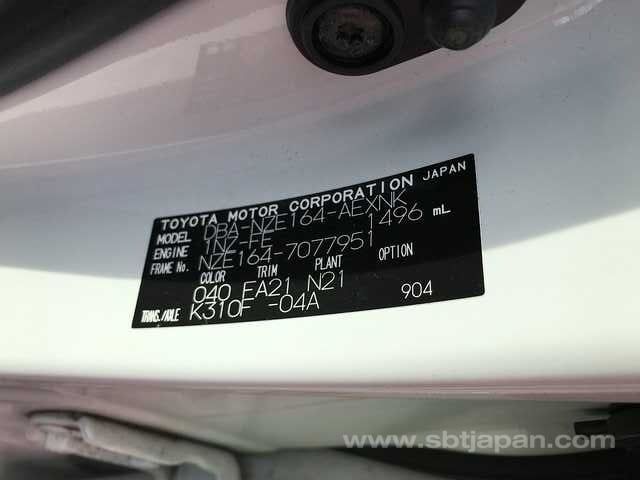 TOYOTA MOTOR CORPORATION JAPAN
MODEL DBA-NZE164-AEXNK
ENGINE 1NZ-FE 1496 mL
FRAME No. NZE164-7077951
COLOR TRIM PLANT OPTION
040 EA21 N21
TRANS./AXLE K310F -04A 904
www.sbtjapan.com